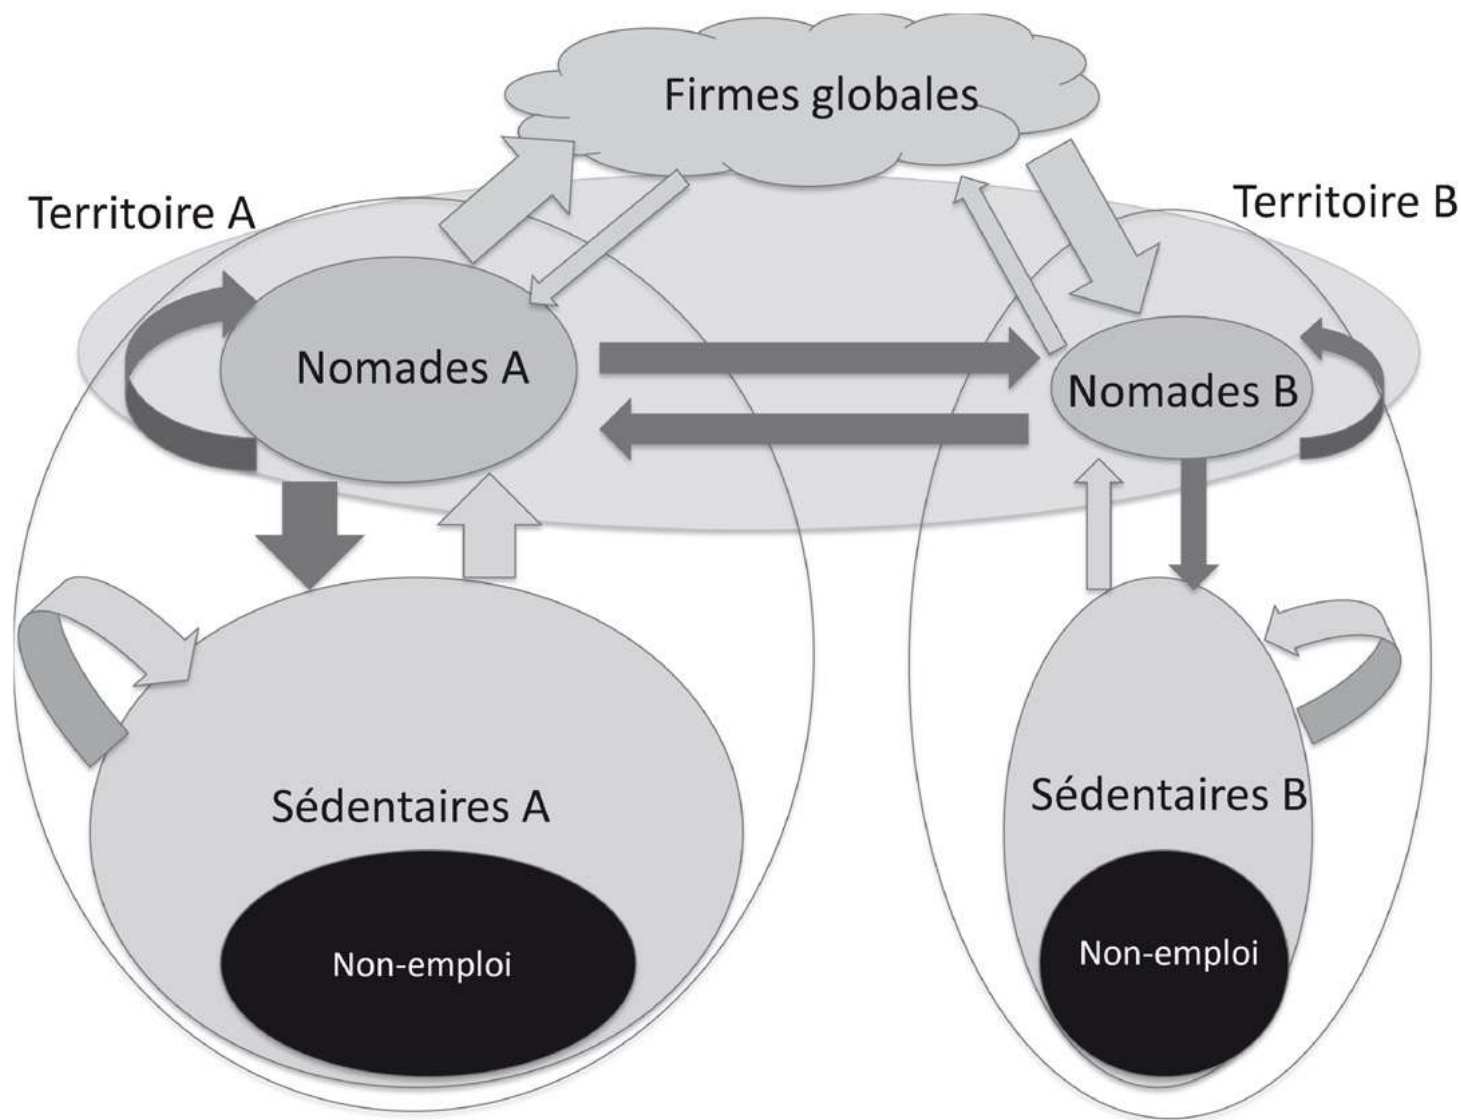 Firmes globales
Territoire A
Territoire B
Nomades A
Nomades B
Sédentaires A
Sédentaires B
Non-emploi
Non-emploi